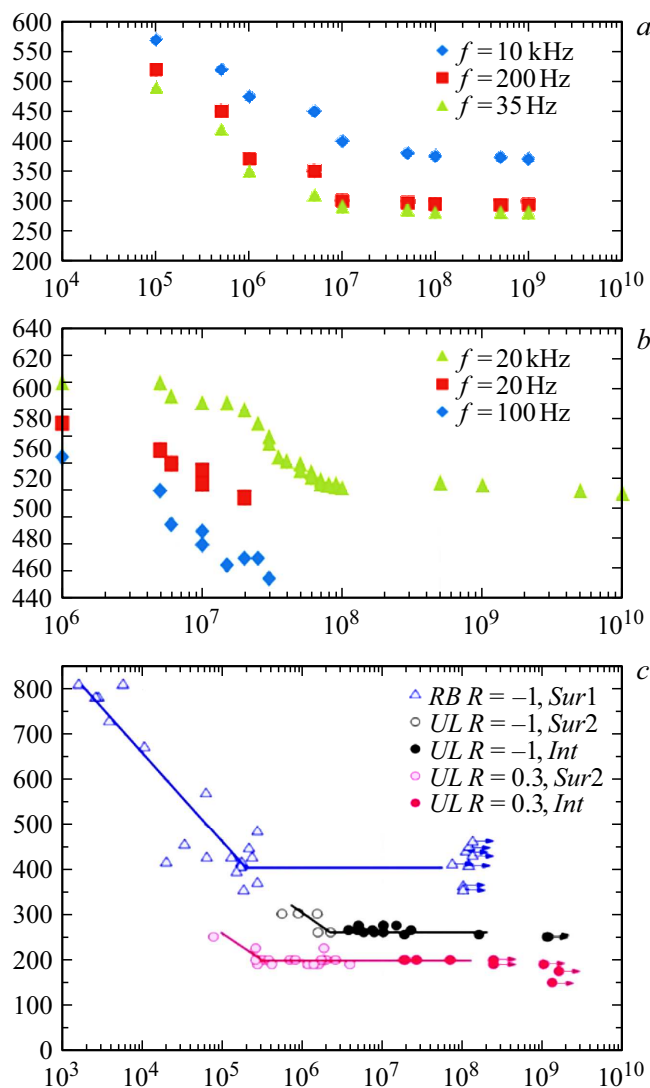 a
600
550
500
450
400
350
300
250
200
f = 10 kHz
f = 200 Hz
f = 35 Hz
10^4 10^5 10^6 10^7 10^8 10^9 10^10
b
640
620
600
580
560
540
520
500
480
460
440
f = 20 kHz
f = 20 Hz
f = 100 Hz
10^6 10^7 10^8 10^9 10^10
c
800
700
600
500
400
300
200
100
0
RB R = –1, Sur1
UL R = –1, Sur2
UL R = –1, Int
UL R = 0.3, Sur2
UL R = 0.3, Int
10^3 10^4 10^5 10^6 10^7 10^8 10^9 10^10